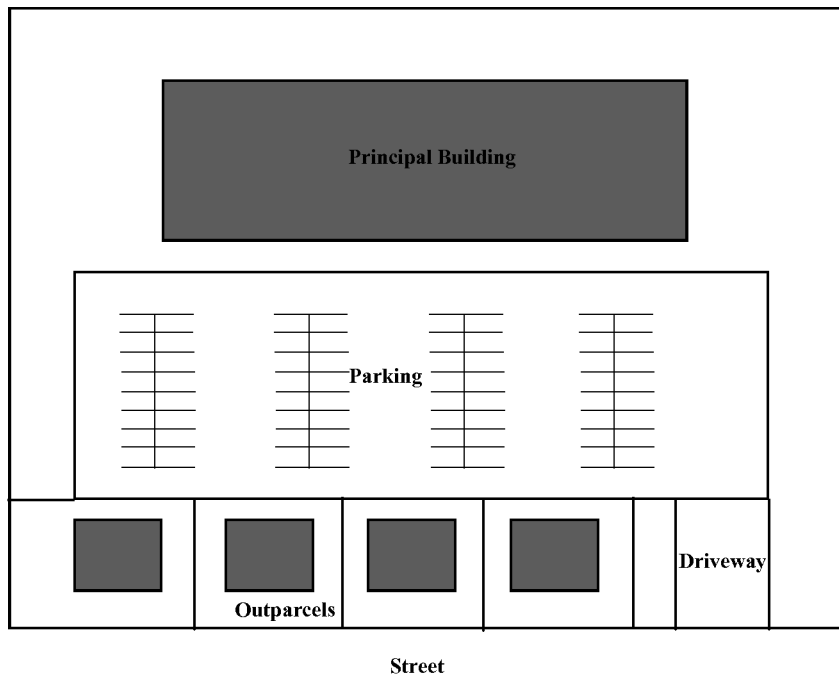 Principal Building
Parking
Driveway
Outparcels
Street